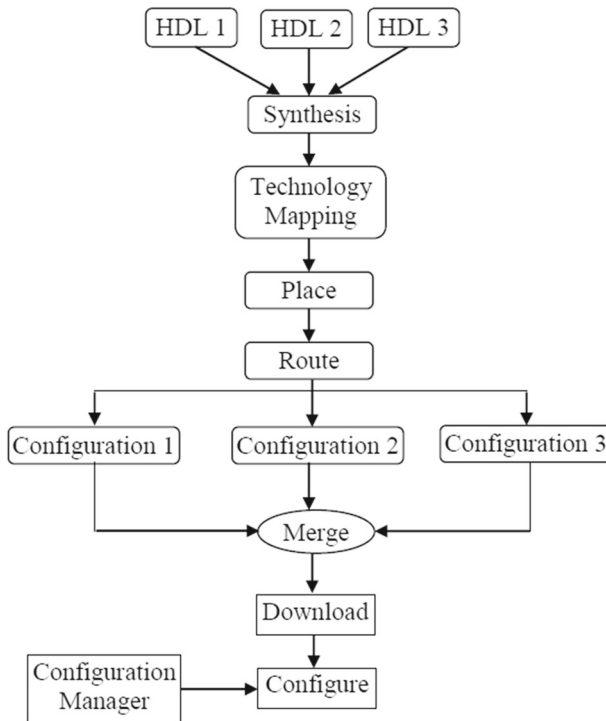 HDL 1
HDL 2
HDL 3
Synthesis
Technology
Mapping
Place
Route
Configuration 1
Configuration 2
Configuration 3
Merge
Download
Configuration
Manager
Configure